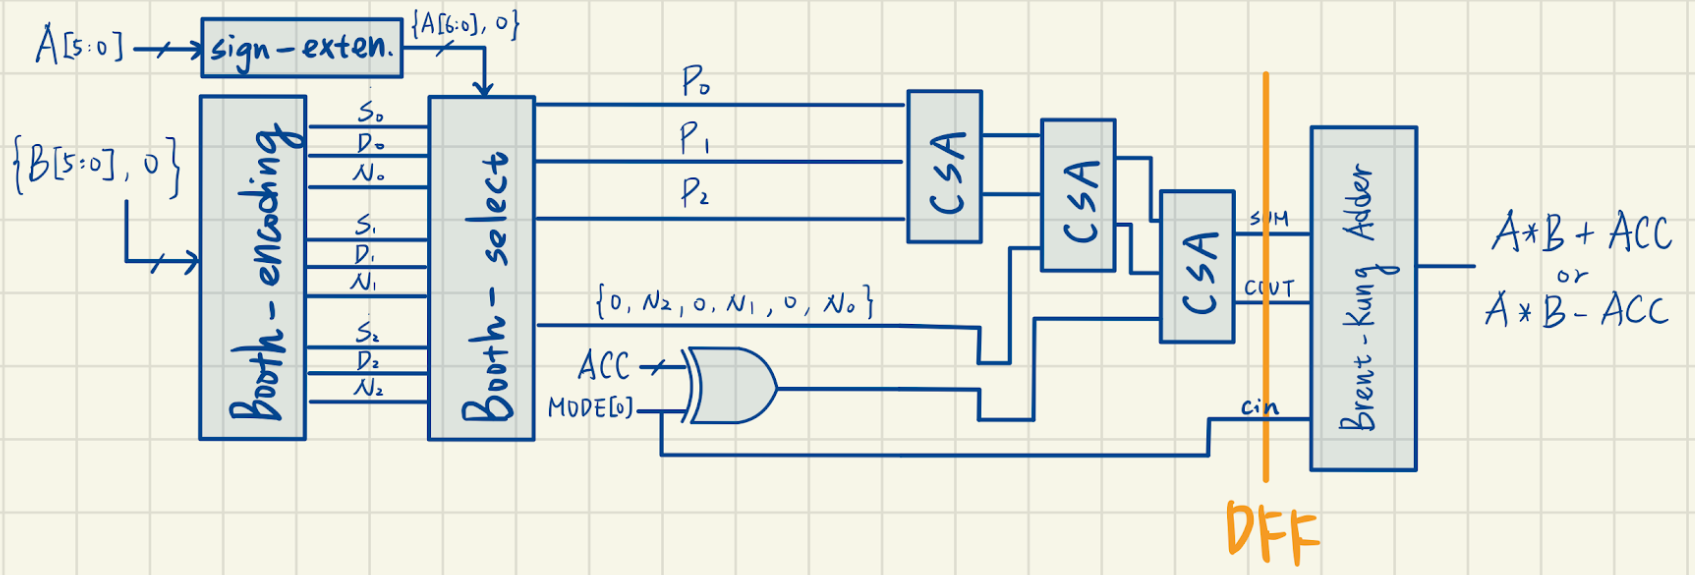 A[5:0]
sign-exten.
{A[6:0], 0}
{B[5:0], 0}
Booth-encoding
S₀
D₀
N₀
S₁
D₁
N₁
S₂
D₂
N₂
Booth-select
P₀
P₁
P₂
{0, N₂, 0, N₁, 0, N₀}
ACC
MODE[0]
CSA
CSA
CSA
SUM
COUT
cin
DFF
Brent-Kung Adder
A*B + ACC
or
A*B - ACC